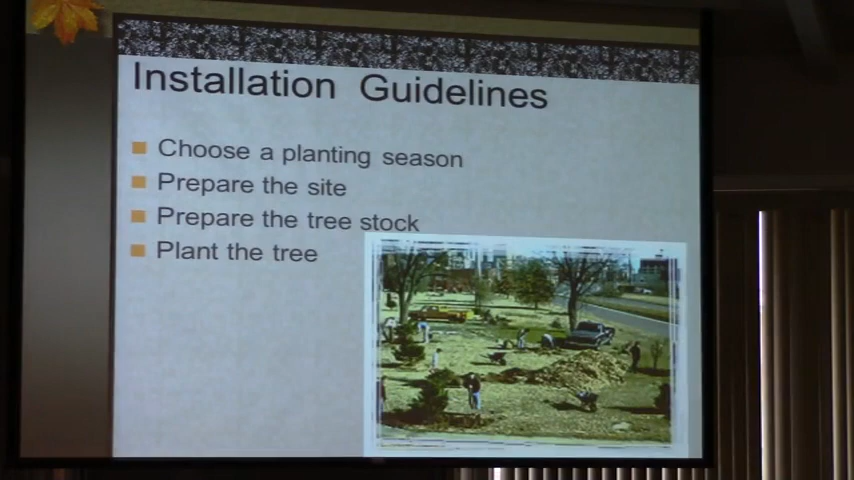 Installation Guidelines
Choose a planting season
Prepare the site
Prepare the tree stock
Plant the tree